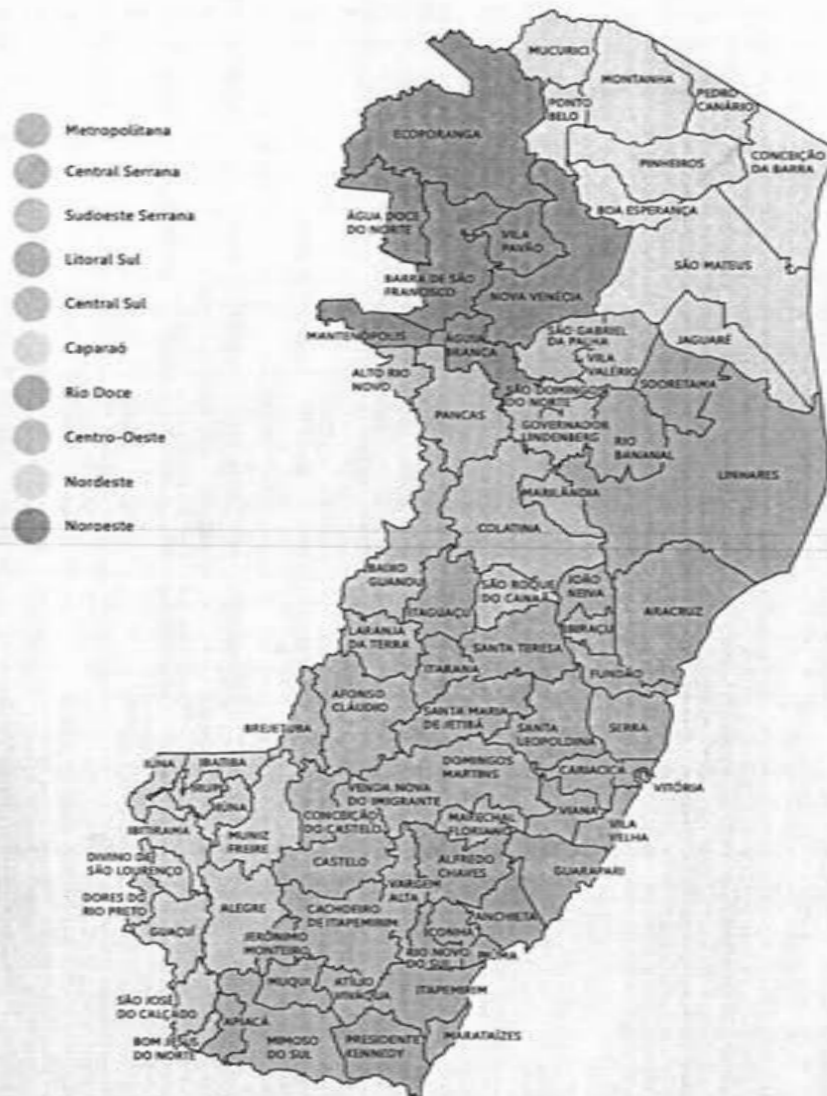 MUCURICI
MONTANHA
PEDRO
CANÁRIO
PONTO
BELO
ECOPORANGA
PINHEIROS
CONCEIÇÃO
DA BARRA
BOA ESPERANÇA
ÁGUA DOCE
DO NORTE
VILA
PAVÃO
SÃO MATEUS
BARRA DE SÃO
FRANCISCO
NOVA VENÉCIA
MANTENÓPOLIS
ÁGUIA
BRANCA
SÃO GABRIEL
DA PALHA
JAGUARÉ
VILA
VALÉRIO
ALTO RIO
NOVO
SOORETAMA
SÃO DOMINGOS
DO NORTE
PANCAS
GOVERNADOR
LINDENBERG
RIO
BANANAL
LINHARES
MARILÂNDIA
COLATINA
BAIXO
GUANDU
SÃO ROQUE
DO CANAÃ
JOÃO
NEIVA
ITAGUAÇU
ARACRUZ
IBIRAÇU
LARANJA
DA TERRA
SANTA TERESA
ITARANA
FUNDÃO
AFONSO
CLÁUDIO
SANTA MARIA
DE JETIBÁ
BREJETUBA
SANTA
LEOPOLDINA
SERRA
IÚNA
IBATIBA
DOMINGOS
MARTINS
CARIACICA
VITÓRIA
IRUPI
IÚNA
VENDA NOVA
DO IMIGRANTE
VIANA
CONCEIÇÃO
DO CASTELO
MARECHAL
FLORIANO
VILA
VELHA
IBITIRAMA
MUNIZ
FREIRE
DIVINO DE
SÃO LOURENÇO
CASTELO
ALFREDO
CHAVES
GUARAPARI
VARGEM
ALTA
DORES DO
RIO PRETO
ALEGRE
CACHOEIRO
DE ITAPEMIRIM
ANCHIETA
GUAÇUÍ
ICONHA
JERÔNIMO
MONTEIRO
RIO NOVO
DO SUL
PIÚMA
MUQUI
ATÍLIO
VIVÁQUA
ITAPEMIRIM
SÃO JOSÉ
DO CALÇADO
APIACÁ
MARATAÍZES
BOM JESUS
DO NORTE
MIMOSO
DO SUL
PRESIDENTE
KENNEDY
Metropolitana
Central Serrana
Sudoeste Serrana
Litoral Sul
Central Sul
Caparaó
Rio Doce
Centro-Oeste
Nordeste
Noroeste